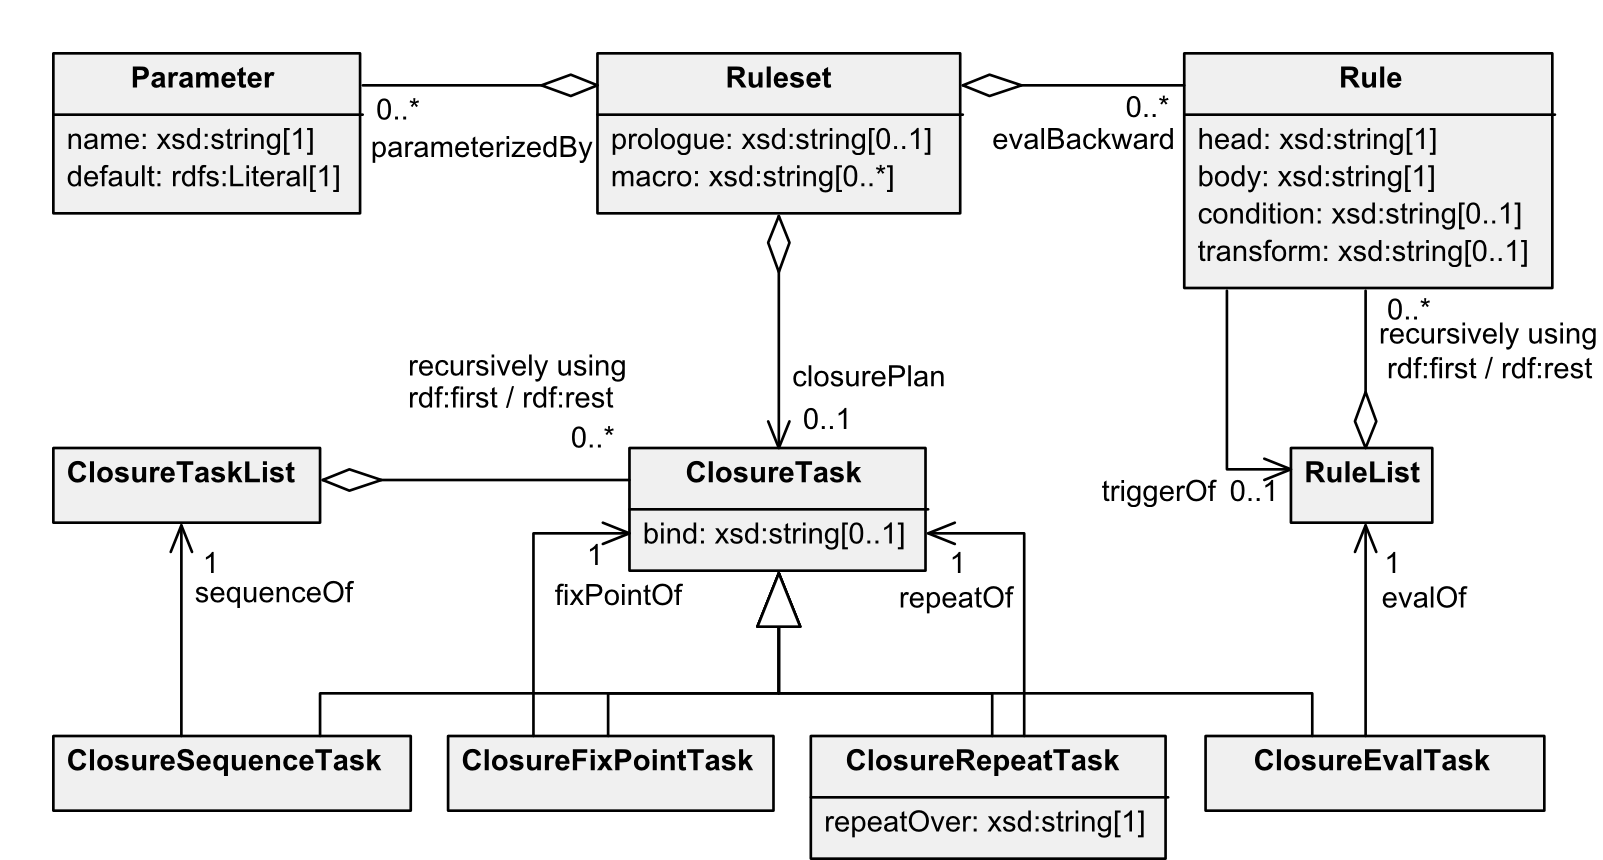 Parameter
name: xsd:string[1]
default: rdfs:Literal[1]
0..*
parameterizedBy
Ruleset
prologue: xsd:string[0..1]
macro: xsd:string[0..*]
0..*
evalBackward
Rule
head: xsd:string[1]
body: xsd:string[1]
condition: xsd:string[0..1]
transform: xsd:string[0..1]
0..*
recursively using
rdf:first / rdf:rest
closurePlan
0..1
recursively using
rdf:first / rdf:rest
0..*
ClosureTaskList
ClosureTask
bind: xsd:string[0..1]
triggerOf 0..1
RuleList
1
sequenceOf
1
fixPointOf
1
repeatOf
1
evalOf
ClosureSequenceTask
ClosureFixPointTask
ClosureRepeatTask
repeatOver: xsd:string[1]
ClosureEvalTask